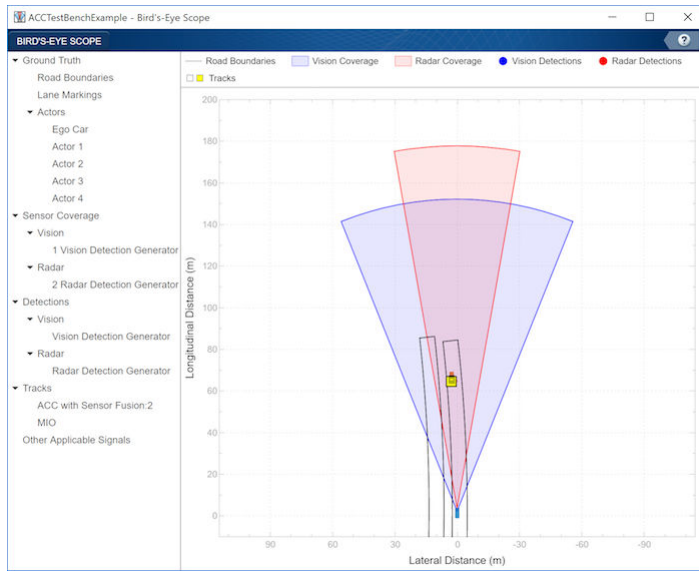 ACCTestBenchExample - Bird's-Eye Scope
BIRD'S-EYE SCOPE
?
Ground Truth
Road Boundaries
Lane Markings
Actors
Ego Car
Actor 1
Actor 2
Actor 3
Actor 4
Sensor Coverage
Vision
1 Vision Detection Generator
Radar
2 Radar Detection Generator
Detections
Vision
Vision Detection Generator
Radar
Radar Detection Generator
Tracks
ACC with Sensor Fusion:2
MIO
Other Applicable Signals
Road Boundaries Vision Coverage Radar Coverage Vision Detections Radar Detections
Tracks
200
180
160
140
120
100
80
60
40
20
0
Longitudinal Distance (m)
90 60 30 0 -30 -60 -90
Lateral Distance (m)